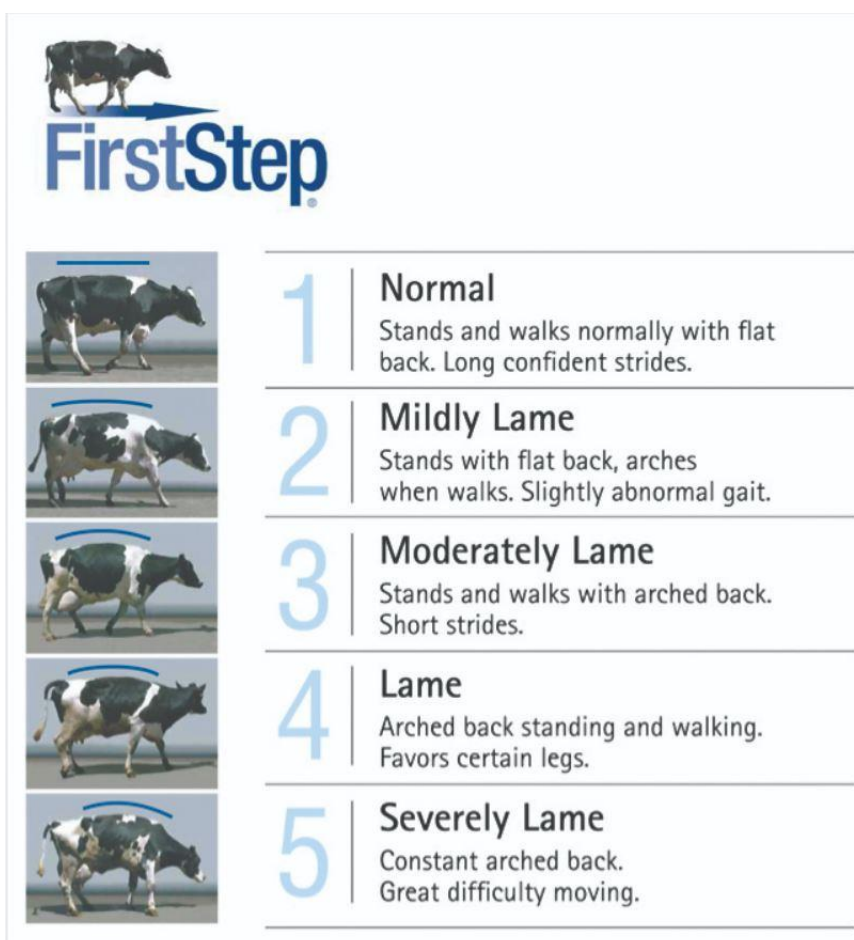 FirstStep®
1
Normal
Stands and walks normally with flat
back. Long confident strides.
2
Mildly Lame
Stands with flat back, arches
when walks. Slightly abnormal gait.
3
Moderately Lame
Stands and walks with arched back.
Short strides.
4
Lame
Arched back standing and walking.
Favors certain legs.
5
Severely Lame
Constant arched back.
Great difficulty moving.